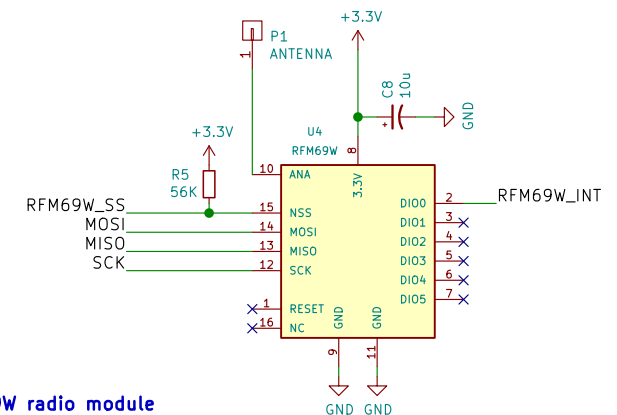 +3.3V
P1
1
ANTENNA
C8
10u
GND
U4
RFM69W
8
+3.3V
R5
56K
10 ANA
3.3V
RFM69W_SS
15 NSS
DIO0 2
RFM69W_INT
MOSI
14 MOSI
DIO1 3
MISO
13 MISO
DIO2 4
SCK
12 SCK
DIO3 5
DIO4 6
DIO5 7
1 RESET
16 NC
GND
GND
9
11
GND GND
W radio module